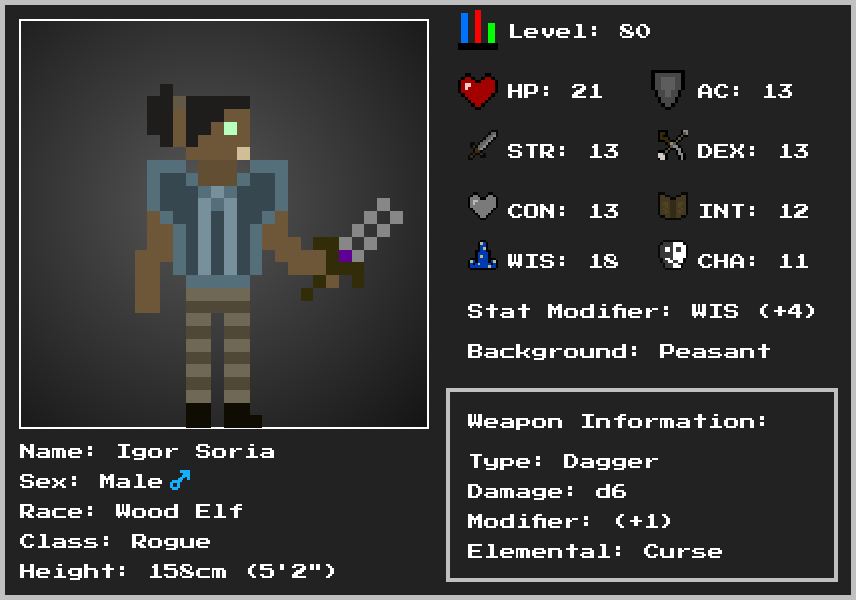 Level: 80
HP: 21
AC: 13
STR: 13
DEX: 13
CON: 13
INT: 12
WIS: 18
CHA: 11
Stat Modifier: WIS (+4)
Background: Peasant
Weapon Information:
Type: Dagger
Damage: d6
Modifier: (+1)
Elemental: Curse
Name: Igor Soria
Sex: Male♂
Race: Wood Elf
Class: Rogue
Height: 158cm (5'2")